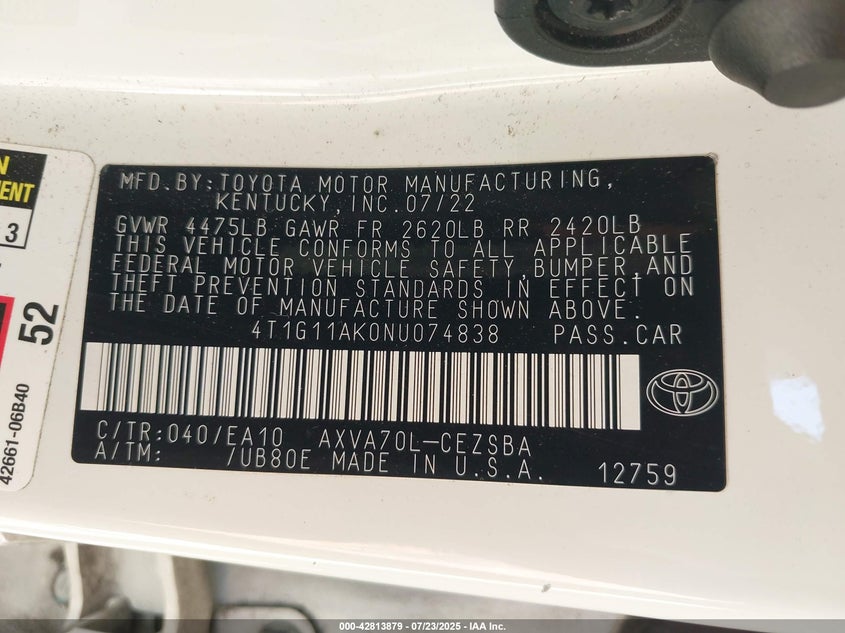 MFD.BY:TOYOTA MOTOR MANUFACTURING,
KENTUCKY,INC.07/22
GVWR 4475LB GAWR FR 2620LB RR 2420LB
THIS VEHICLE CONFORMS TO ALL APPLICABLE
FEDERAL MOTOR VEHICLE SAFETY,BUMPER,AND
THEFT PREVENTION STANDARDS IN EFFECT ON
THE DATE OF MANUFACTURE SHOWN ABOVE.
4T1G11AK0NU074838 PASS.CAR
C/TR:040/EA10 AXVA70L-CEZSBA
A/TM: /UB80E MADE IN U.S.A. 12759
3
52
42661-06B40
000-42813879 - 07/23/2025 - IAA Inc.